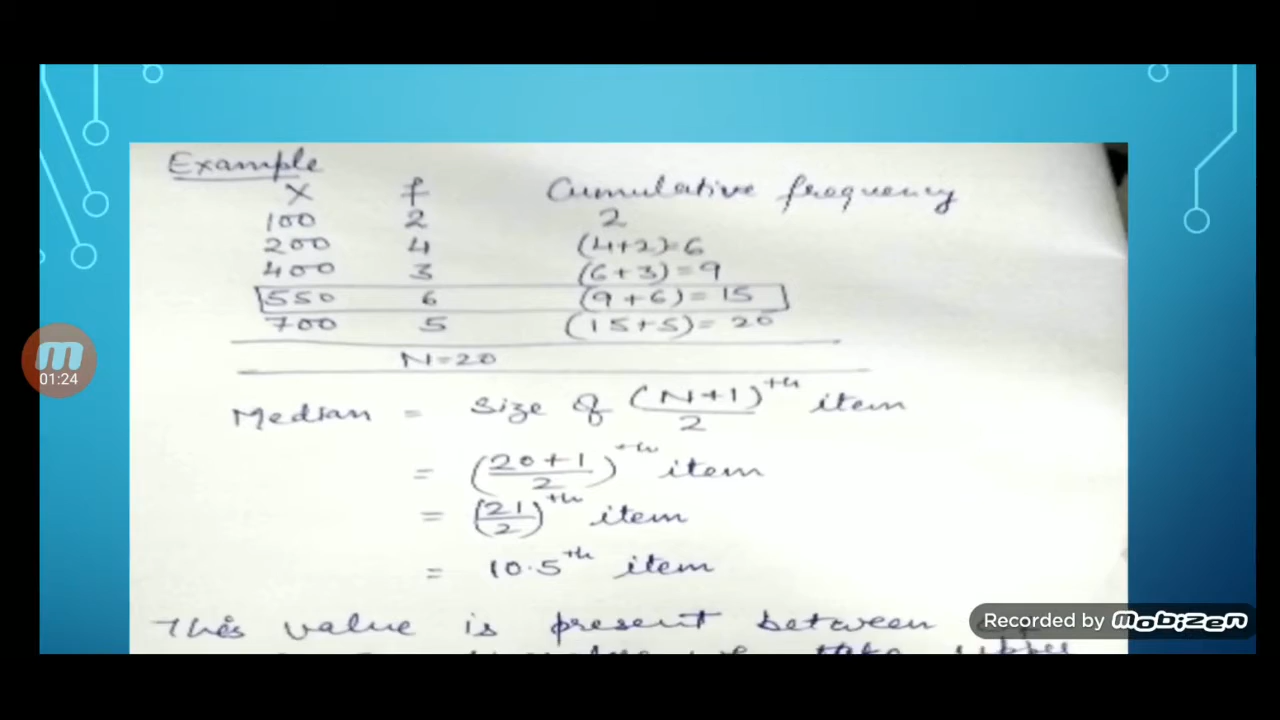 Example
X f Cumulative frequency
100 2 2
200 4 (4+2)=6
400 3 (6+3)=9
550 6 (9+6)=15
700 5 (15+5)=20
N=20
Median = Size of (N+1/2)th item
= (20+1/2)th item
= (21/2)th item
= 10.5th item
This value is present between
01:24
Recorded by Mobizen